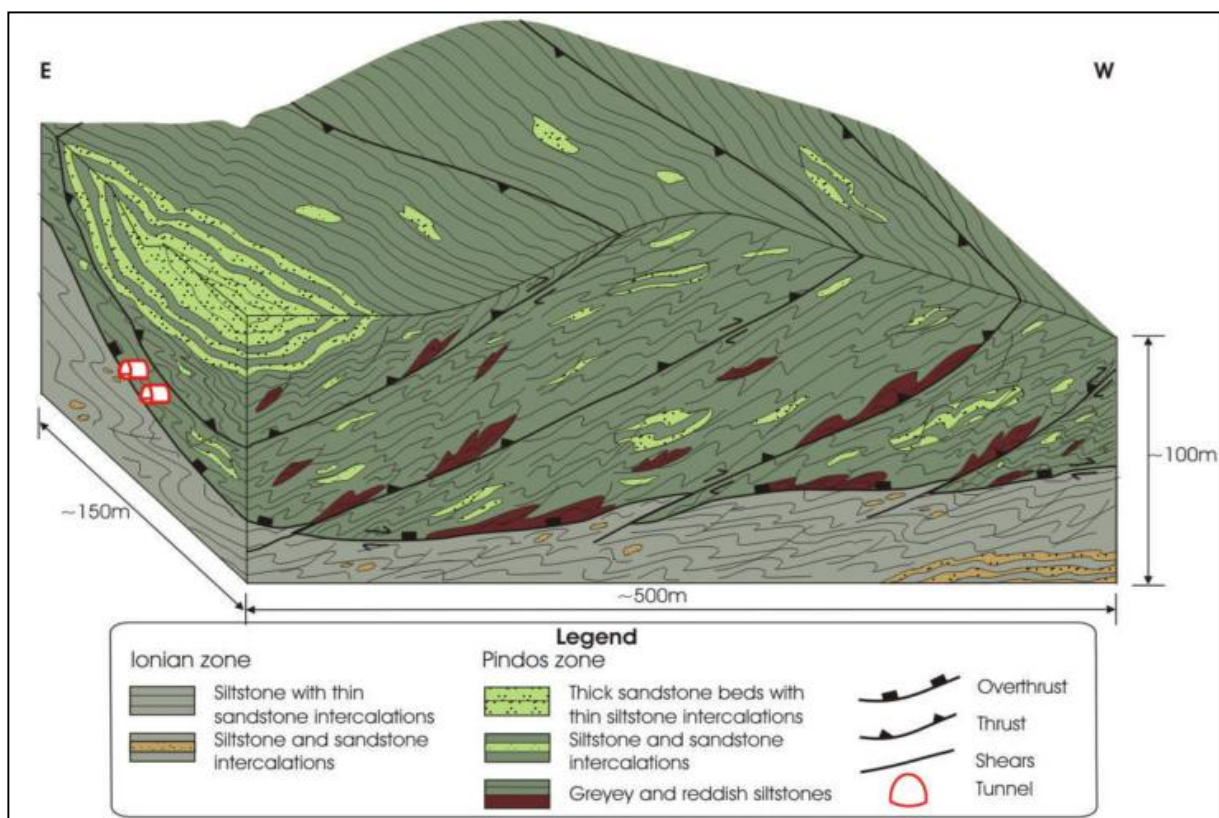 E
W
~100m
~150m
~500m
Legend
Ionian zone
Siltstone with thin
sandstone intercalations
Siltstone and sandstone
intercalations
Pindos zone
Thick sandstone beds with
thin siltstone intercalations
Siltstone and sandstone
intercalations
Greyey and reddish siltstones
Overthrust
Thrust
Shears
Tunnel